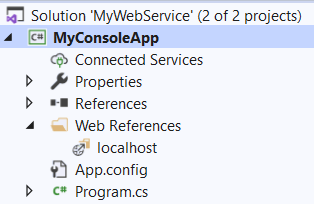 Solution 'MyWebService' (2 of 2 projects)
C# MyConsoleApp
Connected Services
Properties
References
Web References
localhost
App.config
C# Program.cs